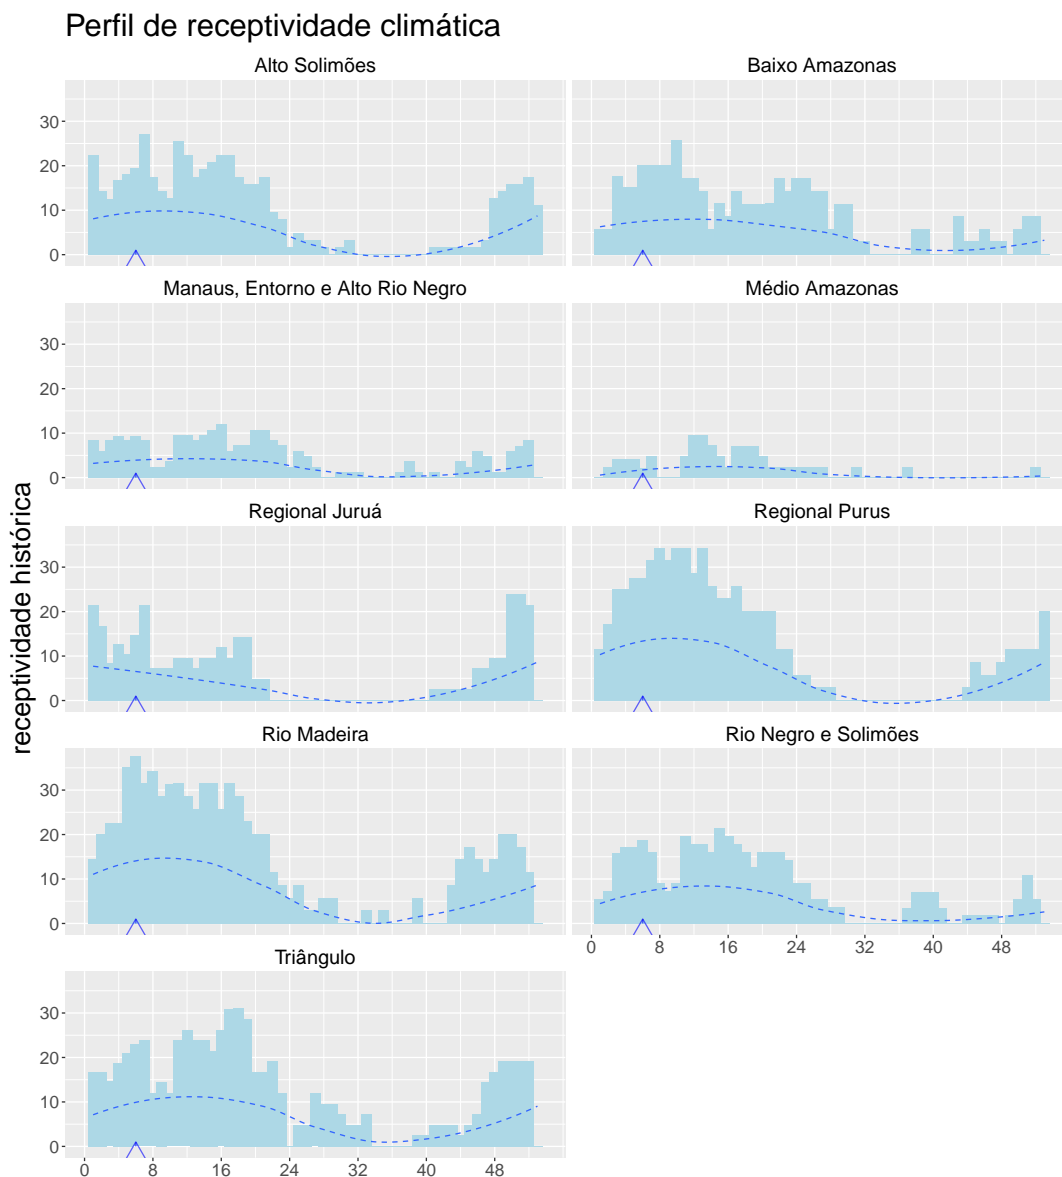 Perfil de receptividade climática
Alto Solimões
Baixo Amazonas
30
20
10
0
Manaus, Entorno e Alto Rio Negro
Médio Amazonas
30
20
10
0
receptividade histórica
Regional Juruá
Regional Purus
30
20
10
0
Rio Madeira
Rio Negro e Solimões
30
20
10
0
0 8 16 24 32 40 48
Triângulo
30
20
10
0
0 8 16 24 32 40 48